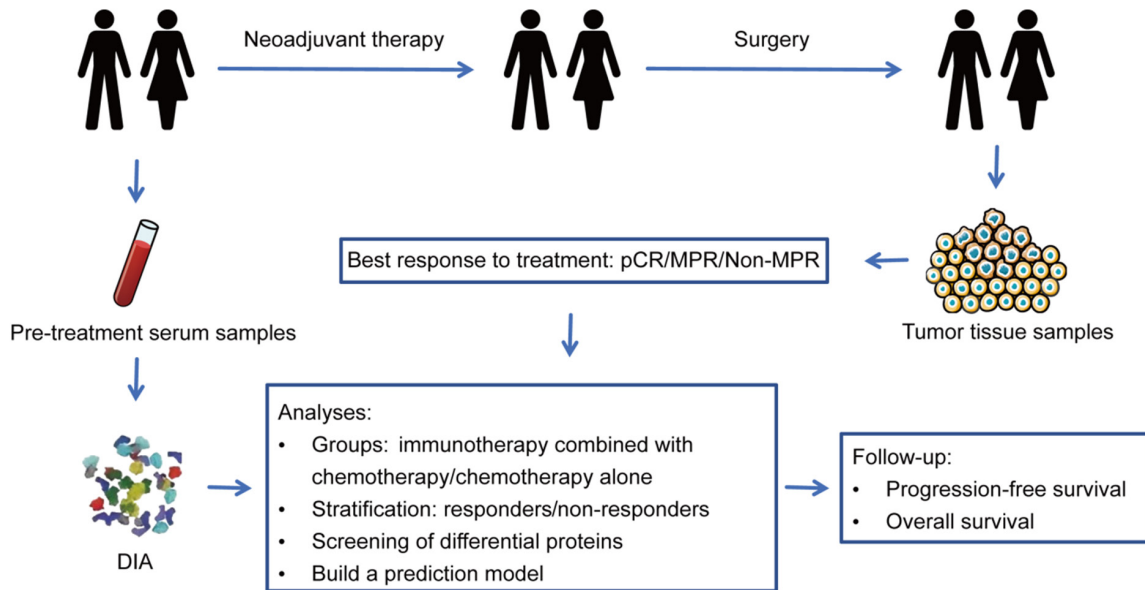 Neoadjuvant therapy
Surgery
Best response to treatment: pCR/MPR/Non-MPR
Pre-treatment serum samples
Tumor tissue samples
Analyses:
• Groups: immunotherapy combined with
chemotherapy/chemotherapy alone
• Stratification: responders/non-responders
• Screening of differential proteins
• Build a prediction model
Follow-up:
• Progression-free survival
• Overall survival
DIA